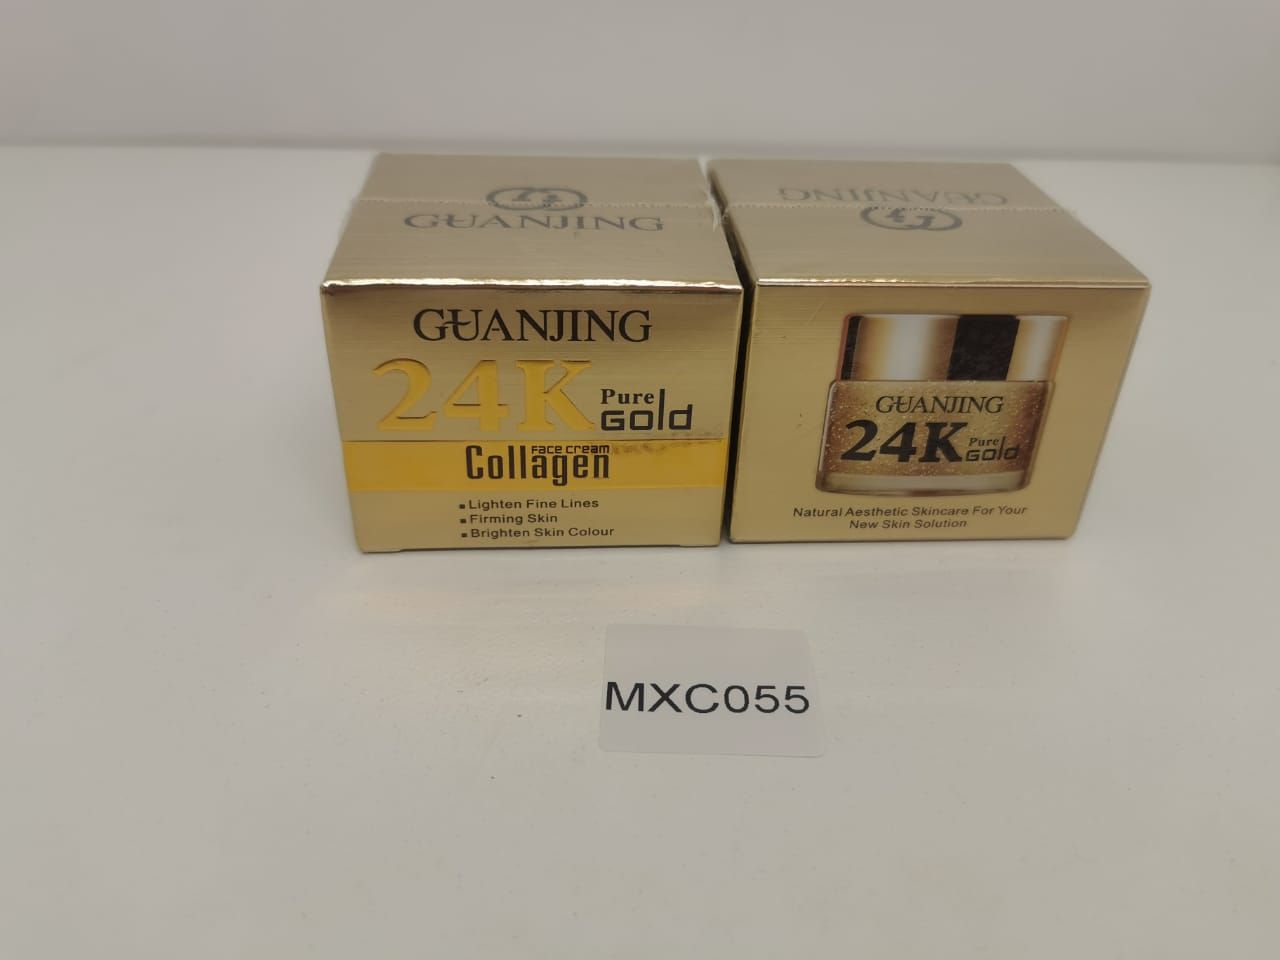 GUANJING
GUANJING
24K Pure Gold
Face cream
Collagen
Lighten Fine Lines
Firming Skin
Brighten Skin Colour
GUANJING
GUANJING
24K Pure Gold
Natural Aesthetic Skincare For Your
New Skin Solution
MXC055